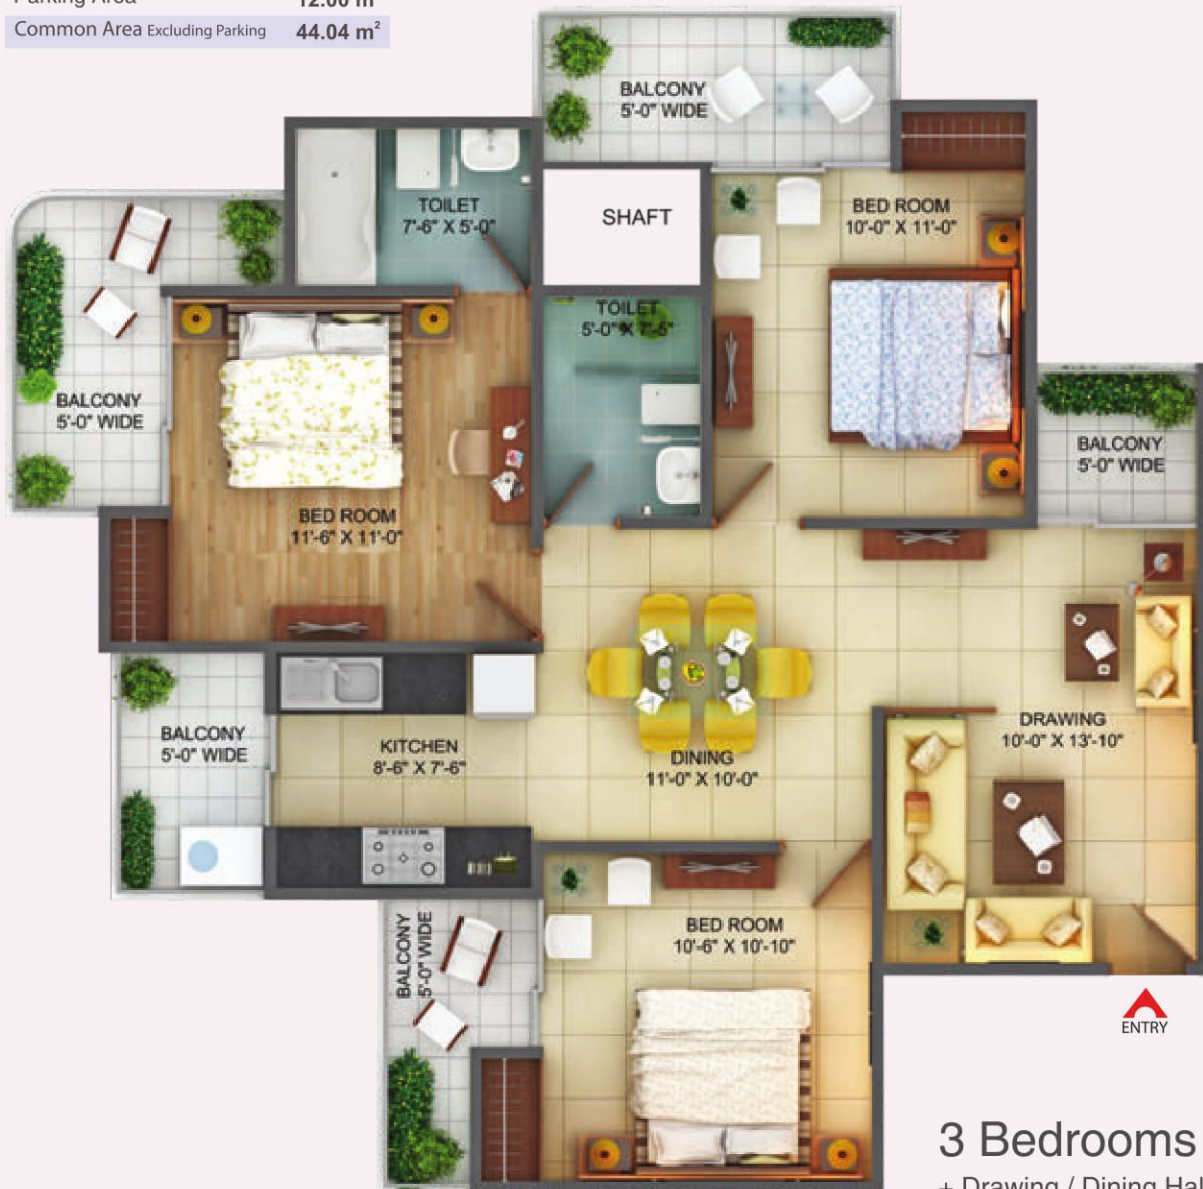 Parking Area 12.00 m²
Common Area Excluding Parking 44.04 m²
BALCONY
5'-0" WIDE
TOILET
7'-6" X 5'-0"
SHAFT
BED ROOM
10'-0" X 11'-0"
TOILET
5'-0" X 7'-5"
BALCONY
5'-0" WIDE
BALCONY
5'-0" WIDE
BED ROOM
11'-6" X 11'-0"
BALCONY
5'-0" WIDE
KITCHEN
8'-6" X 7'-6"
DINING
11'-0" X 10'-0"
DRAWING
10'-0" X 13'-10"
BALCONY
5'-0" WIDE
BED ROOM
10'-6" X 10'-10"
ENTRY
3 Bedrooms
+ Drawing / Dining Hal